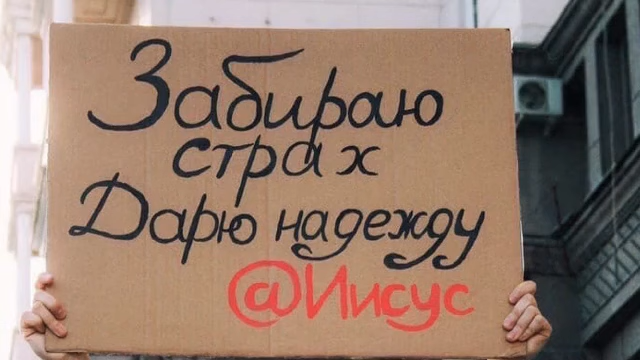 Забираю
страх
Дарю надежду
@Иисус